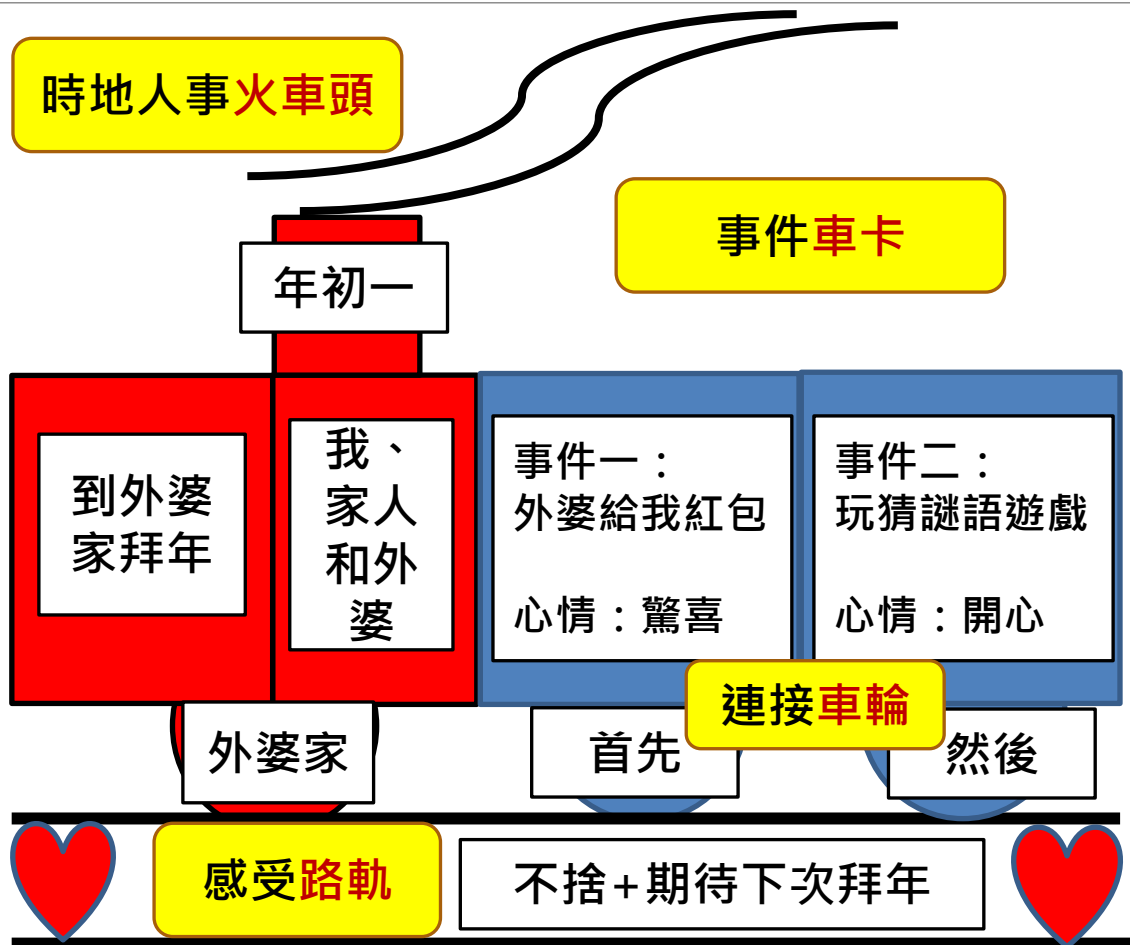 時地人事火車頭
事件車卡
年初一
到外婆
家拜年
我、
家人
和外
婆
事件一：
外婆給我紅包
心情：驚喜
事件二：
玩猜謎語遊戲
心情：開心
連接車輪
外婆家
首先
然後
感受路軌
不捨+期待下次拜年